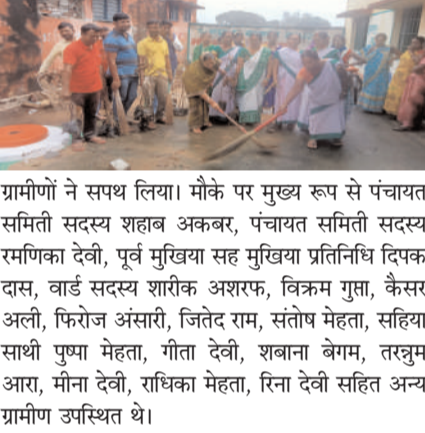 ग्रामीणों ने सपथ लिया। मौके पर मुख्य रूप से पंचायत
समिती सदस्य शहाब अकबर, पंचायत समिती सदस्य
रमणिका देवी, पूर्व मुखिया सह मुखिया प्रतिनिधि दिपक
दास, वार्ड सदस्य शारीक अशरफ, विक्रम गुप्ता, कैसर
अली, फिरोज अंसारी, जितेद राम, संतोष मेहता, सहिया
साथी पुष्पा मेहता, गीता देवी, शबाना बेगम, तरन्नुम
आरा, मीना देवी, राधिका मेहता, रिना देवी सहित अन्य
ग्रामीण उपस्थित थे।